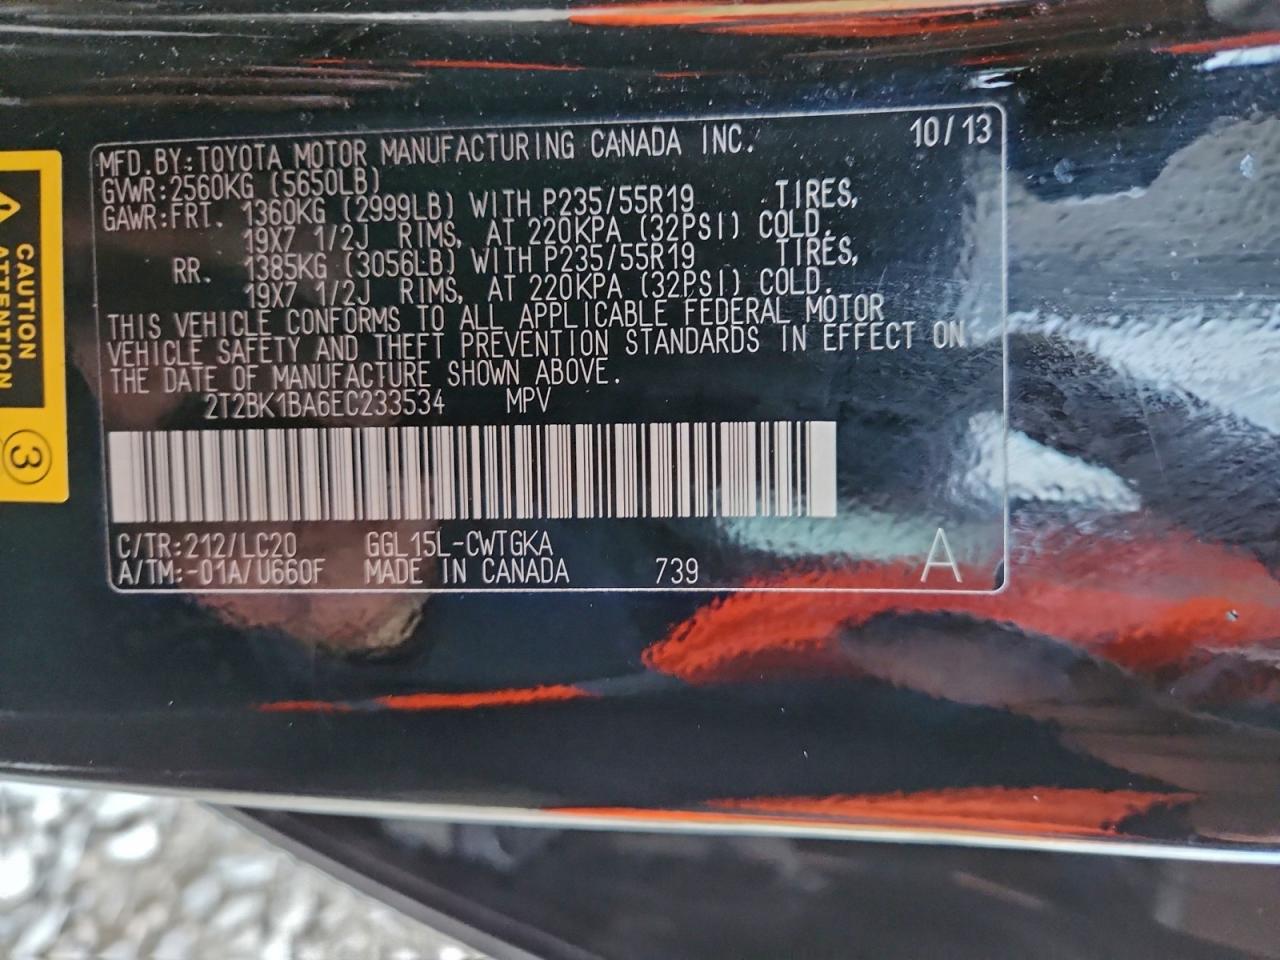 MFD.BY:TOYOTA MOTOR MANUFACTURING CANADA INC. 10/13
GVWR:2560KG (5650LB)
GAWR:FRT. 1360KG (2999LB) WITH P235/55R19 TIRES,
19X7 1/2J RIMS, AT 220KPA (32PSI) COLD.
RR. 1385KG (3056LB) WITH P235/55R19 TIRES,
19X7 1/2J RIMS, AT 220KPA (32PSI) COLD.
THIS VEHICLE CONFORMS TO ALL APPLICABLE FEDERAL MOTOR
VEHICLE SAFETY AND THEFT PREVENTION STANDARDS IN EFFECT ON
THE DATE OF MANUFACTURE SHOWN ABOVE.
2T2BK1BA6EC233534 MPV
C/TR:212/LC20 GGL15L-CWTGKA
A/TM:-01A/U660F MADE IN CANADA 739 A
CAUTION
ATTENTION
3